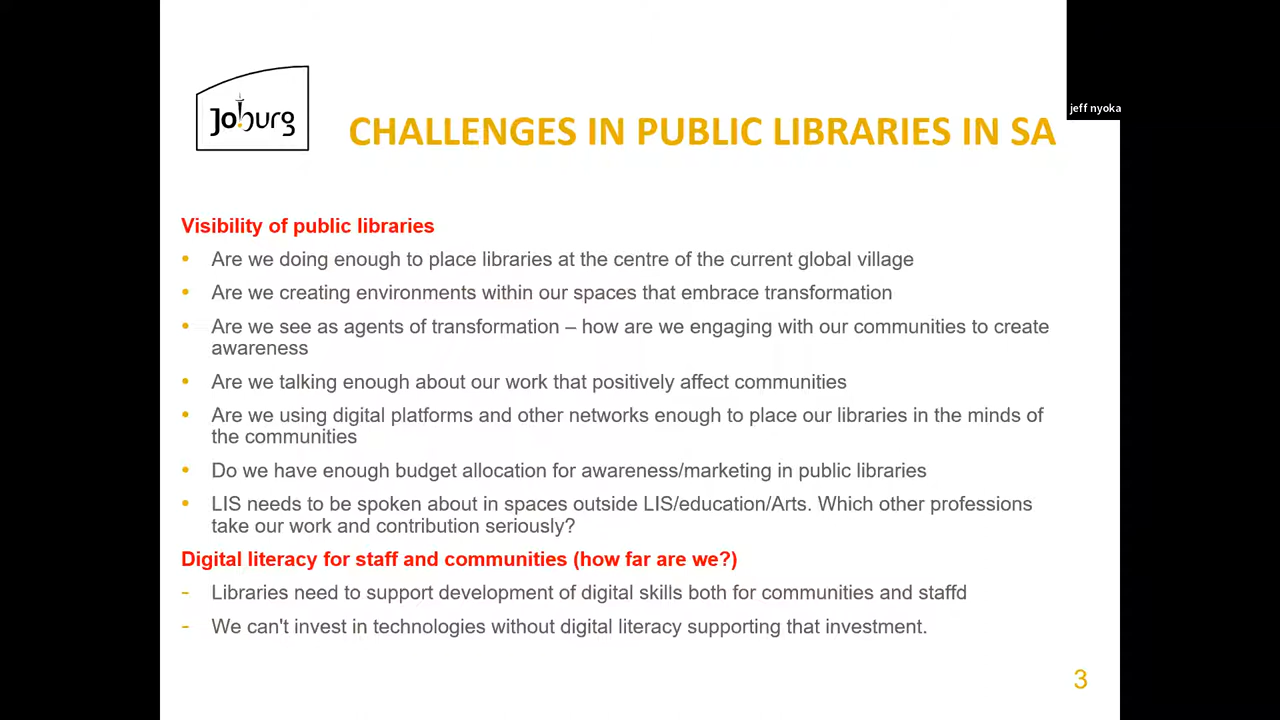 Joburg
jeff nyoka
CHALLENGES IN PUBLIC LIBRARIES IN SA
Visibility of public libraries
• Are we doing enough to place libraries at the centre of the current global village
• Are we creating environments within our spaces that embrace transformation
• Are we see as agents of transformation – how are we engaging with our communities to create
awareness
• Are we talking enough about our work that positively affect communities
• Are we using digital platforms and other networks enough to place our libraries in the minds of
the communities
• Do we have enough budget allocation for awareness/marketing in public libraries
• LIS needs to be spoken about in spaces outside LIS/education/Arts. Which other professions
take our work and contribution seriously?
Digital literacy for staff and communities (how far are we?)
- Libraries need to support development of digital skills both for communities and staffd
- We can't invest in technologies without digital literacy supporting that investment.
3